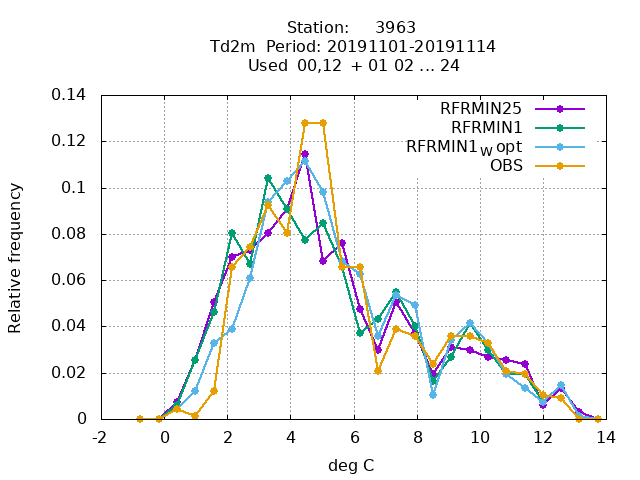 Station: 3963
Td2m Period: 20191101-20191114
Used 00,12 + 01 02 ... 24
RFRMIN25
RFRMIN1
RFRMIN1W opt
OBS
0.14
0.12
0.1
0.08
0.06
0.04
0.02
0
Relative frequency
-2 0 2 4 6 8 10 12 14
deg C